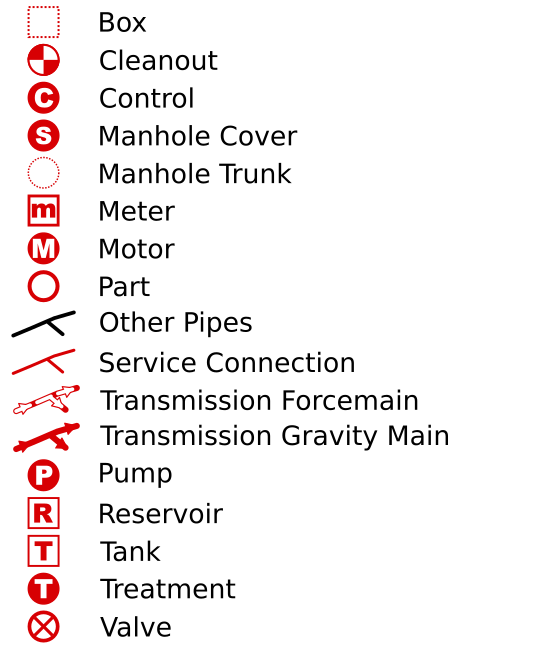 Box
Cleanout
C Control
S Manhole Cover
Manhole Trunk
m Meter
M Motor
Part
Other Pipes
Service Connection
Transmission Forcemain
Transmission Gravity Main
P Pump
R Reservoir
T Tank
T Treatment
Valve